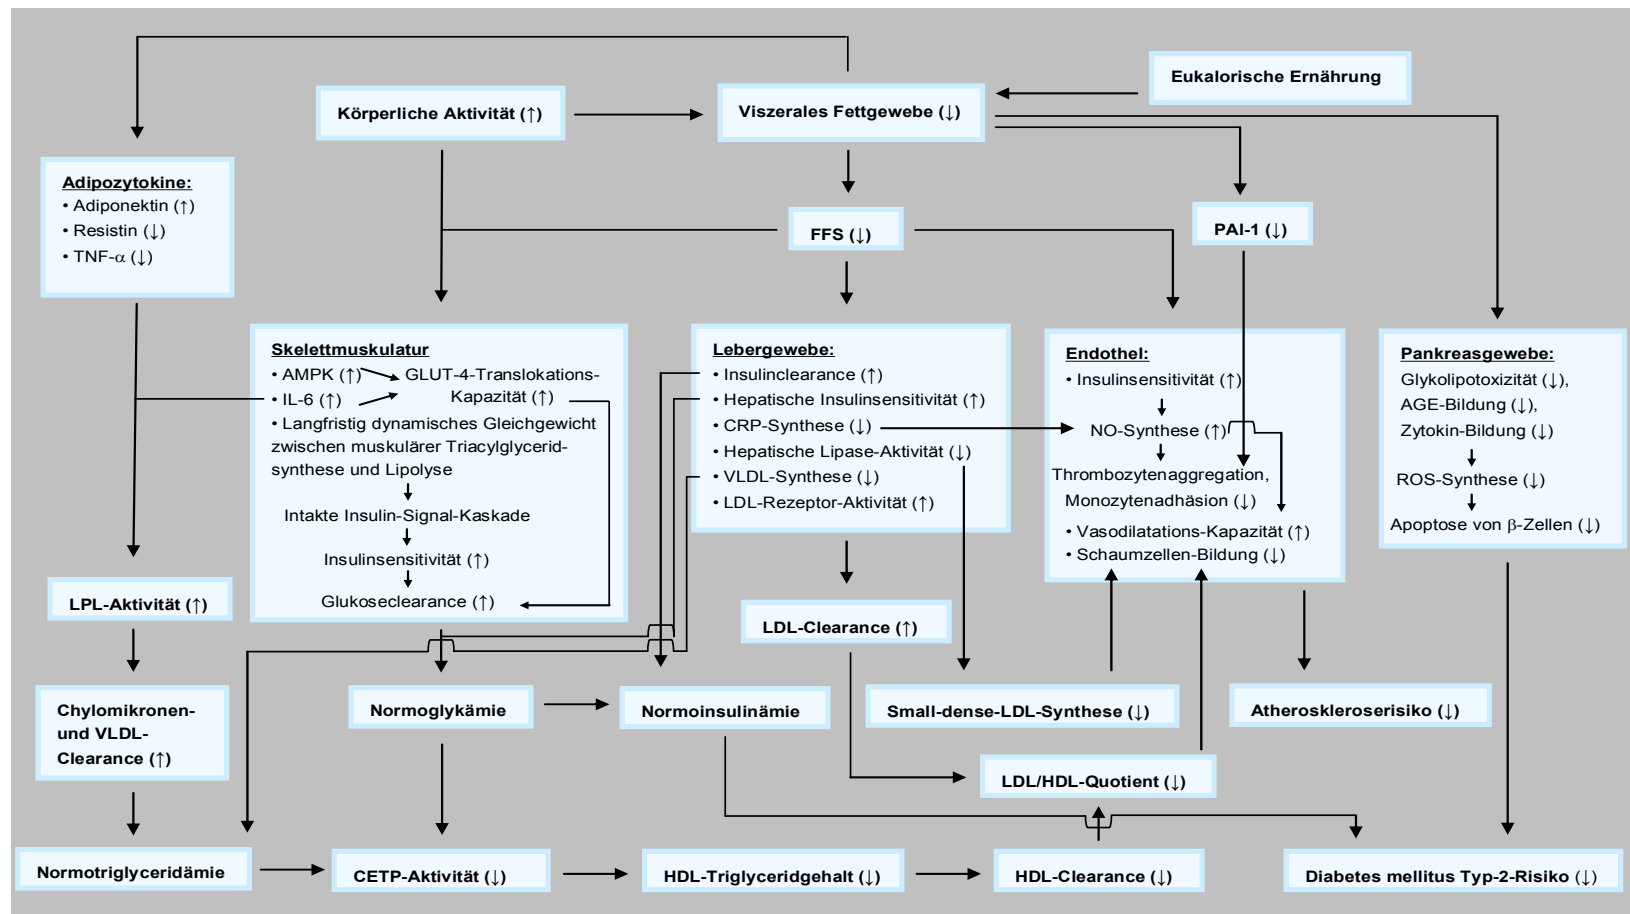 Eukalorische Ernährung
Körperliche Aktivität (↑)
Viszerales Fettgewebe (↓)
Adipozytokine:
• Adiponektin (↑)
• Resistin (↓)
• TNF-α (↓)
FFS (↓)
PAI-1 (↓)
Skelettmuskulatur
• AMPK (↑)
GLUT-4-Translokations-
Kapazität (↑)
• IL-6 (↑)
• Langfristig dynamisches Gleichgewicht
zwischen muskulärer Triacylglycerid-
synthese und Lipolyse
Intakte Insulin-Signal-Kaskade
Insulinsensitivität (↑)
Glukoseclearance (↑)
Lebergewebe:
• Insulinclearance (↑)
• Hepatische Insulinsensitivität (↑)
• CRP-Synthese (↓)
• Hepatische Lipase-Aktivität (↓)
• VLDL-Synthese (↓)
• LDL-Rezeptor-Aktivität (↑)
Endothel:
• Insulinsensitivität (↑)
NO-Synthese (↑)
Thrombozytenaggregation,
Monozytenadhäsion (↓)
• Vasodilatations-Kapazität (↑)
• Schaumzellen-Bildung (↓)
Pankreasgewebe:
Glykolipotoxizität (↓),
AGE-Bildung (↓),
Zytokin-Bildung (↓)
ROS-Synthese (↓)
Apoptose von β-Zellen (↓)
LPL-Aktivität (↑)
LDL-Clearance (↑)
Chylomikronen-
und VLDL-
Clearance (↑)
Normoglykämie
Normoinsulinämie
Small-dense-LDL-Synthese (↓)
Atheroskleroserisiko (↓)
LDL/HDL-Quotient (↓)
Normotriglyceridämie
CETP-Aktivität (↓)
HDL-Triglyceridgehalt (↓)
HDL-Clearance (↓)
Diabetes mellitus Typ-2-Risiko (↓)